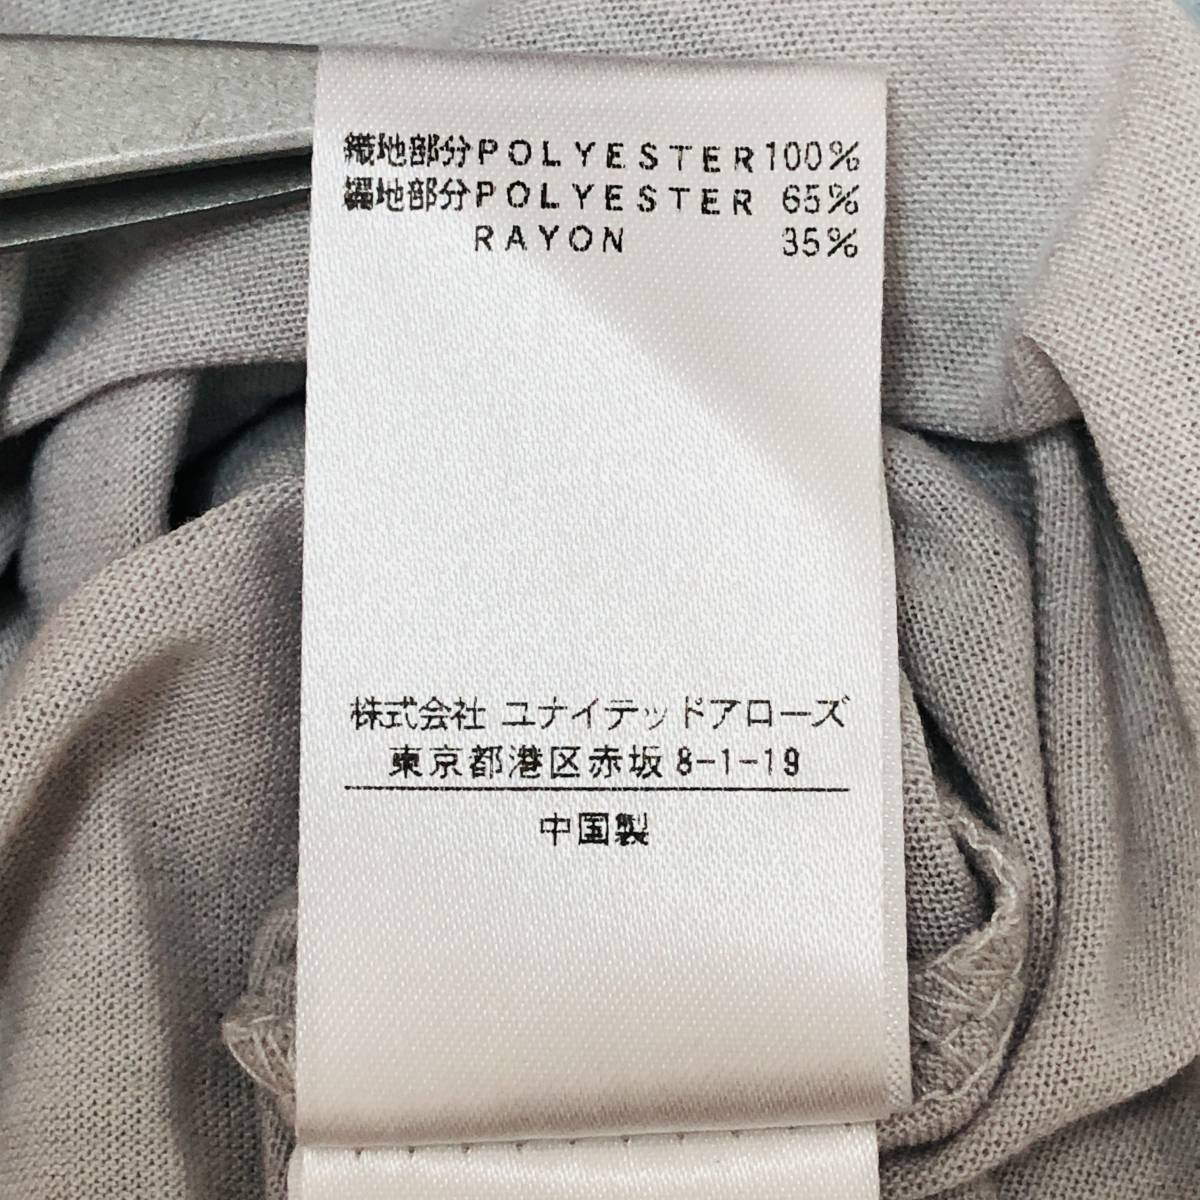 織地部分POLYESTER100%
編地部分POLYESTER 65%
RAYON 35%
株式会社 ユナイテッドアローズ
東京都港区赤坂8-1-19
中国製